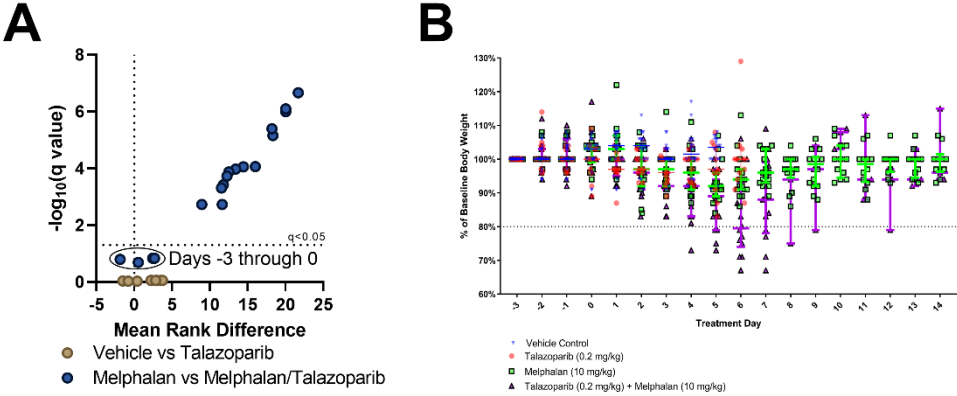 A
B
-log10(q value)
8
6
4
2
0
q<0.05
Days -3 through 0
-5 0 5 10 15 20 25
Mean Rank Difference
Vehicle vs Talazoparib
Melphalan vs Melphalan/Talazoparib
% of Baseline Body Weight
130%
120%
110%
100%
90%
80%
70%
60%
-3 -2 -1 0 1 2 3 4 5 6 7 8 9 10 11 12 13 14
Treatment Day
Vehicle Control
Talazoparib (0.2 mg/kg)
Melphalan (10 mg/kg)
Talazoparib (0.2 mg/kg) + Melphalan (10 mg/kg)